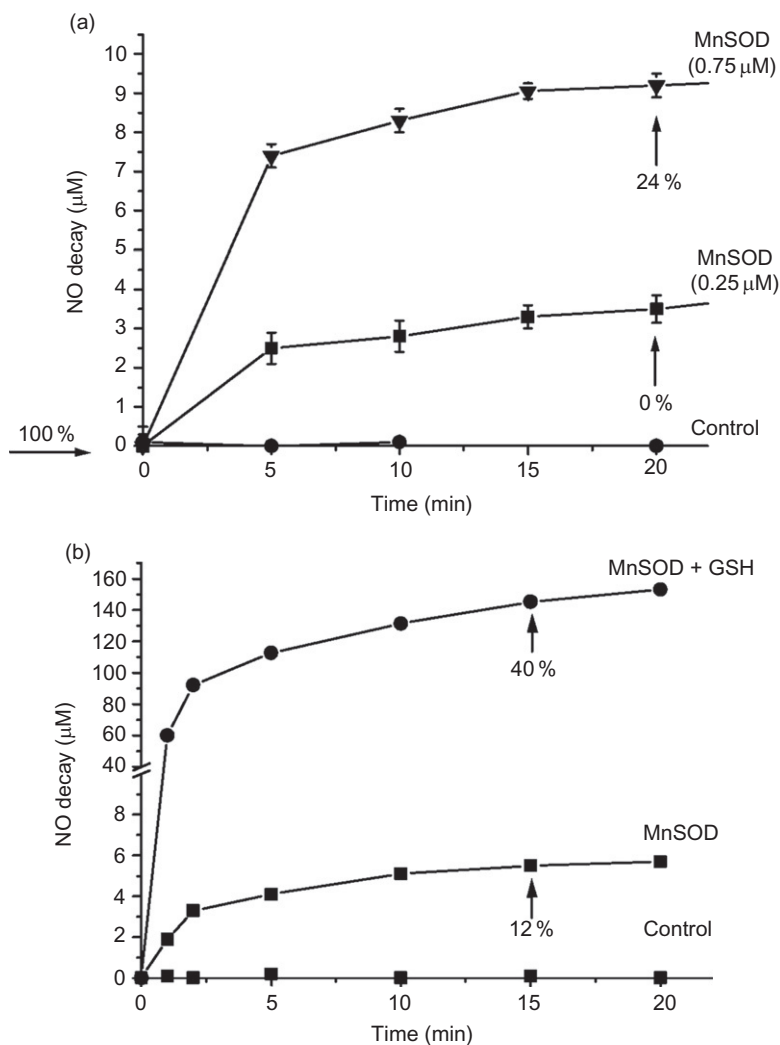 (a)
10
9
8
7
6
5
4
3
2
1
0
NO decay (μM)
MnSOD
(0.75 μM)
24 %
MnSOD
(0.25 μM)
0 %
Control
100 %
0
5
10
15
20
Time (min)
(b)
160
140
120
100
80
60
40
8
6
4
2
0
NO decay (μM)
MnSOD + GSH
40 %
MnSOD
12 %
Control
0
5
10
15
20
Time (min)